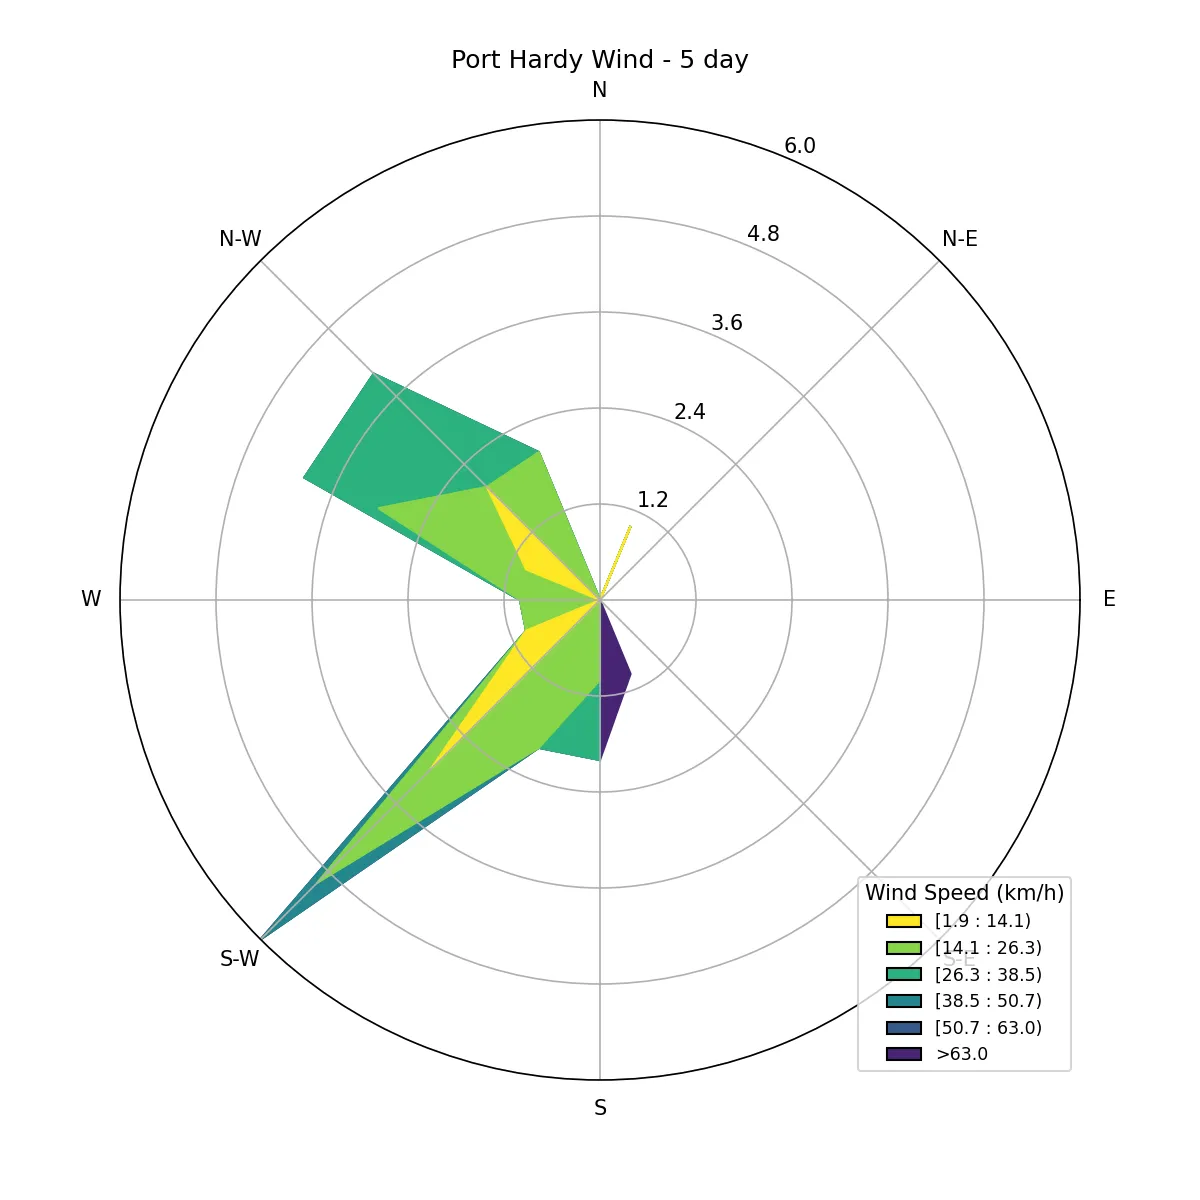 Port Hardy Wind - 5 day
N
6.0
N-W
4.8
N-E
3.6
2.4
1.2
W
E
S-W
S-E
Wind Speed (km/h)
[1.9 : 14.1)
[14.1 : 26.3)
[26.3 : 38.5)
[38.5 : 50.7)
[50.7 : 63.0)
>63.0
S